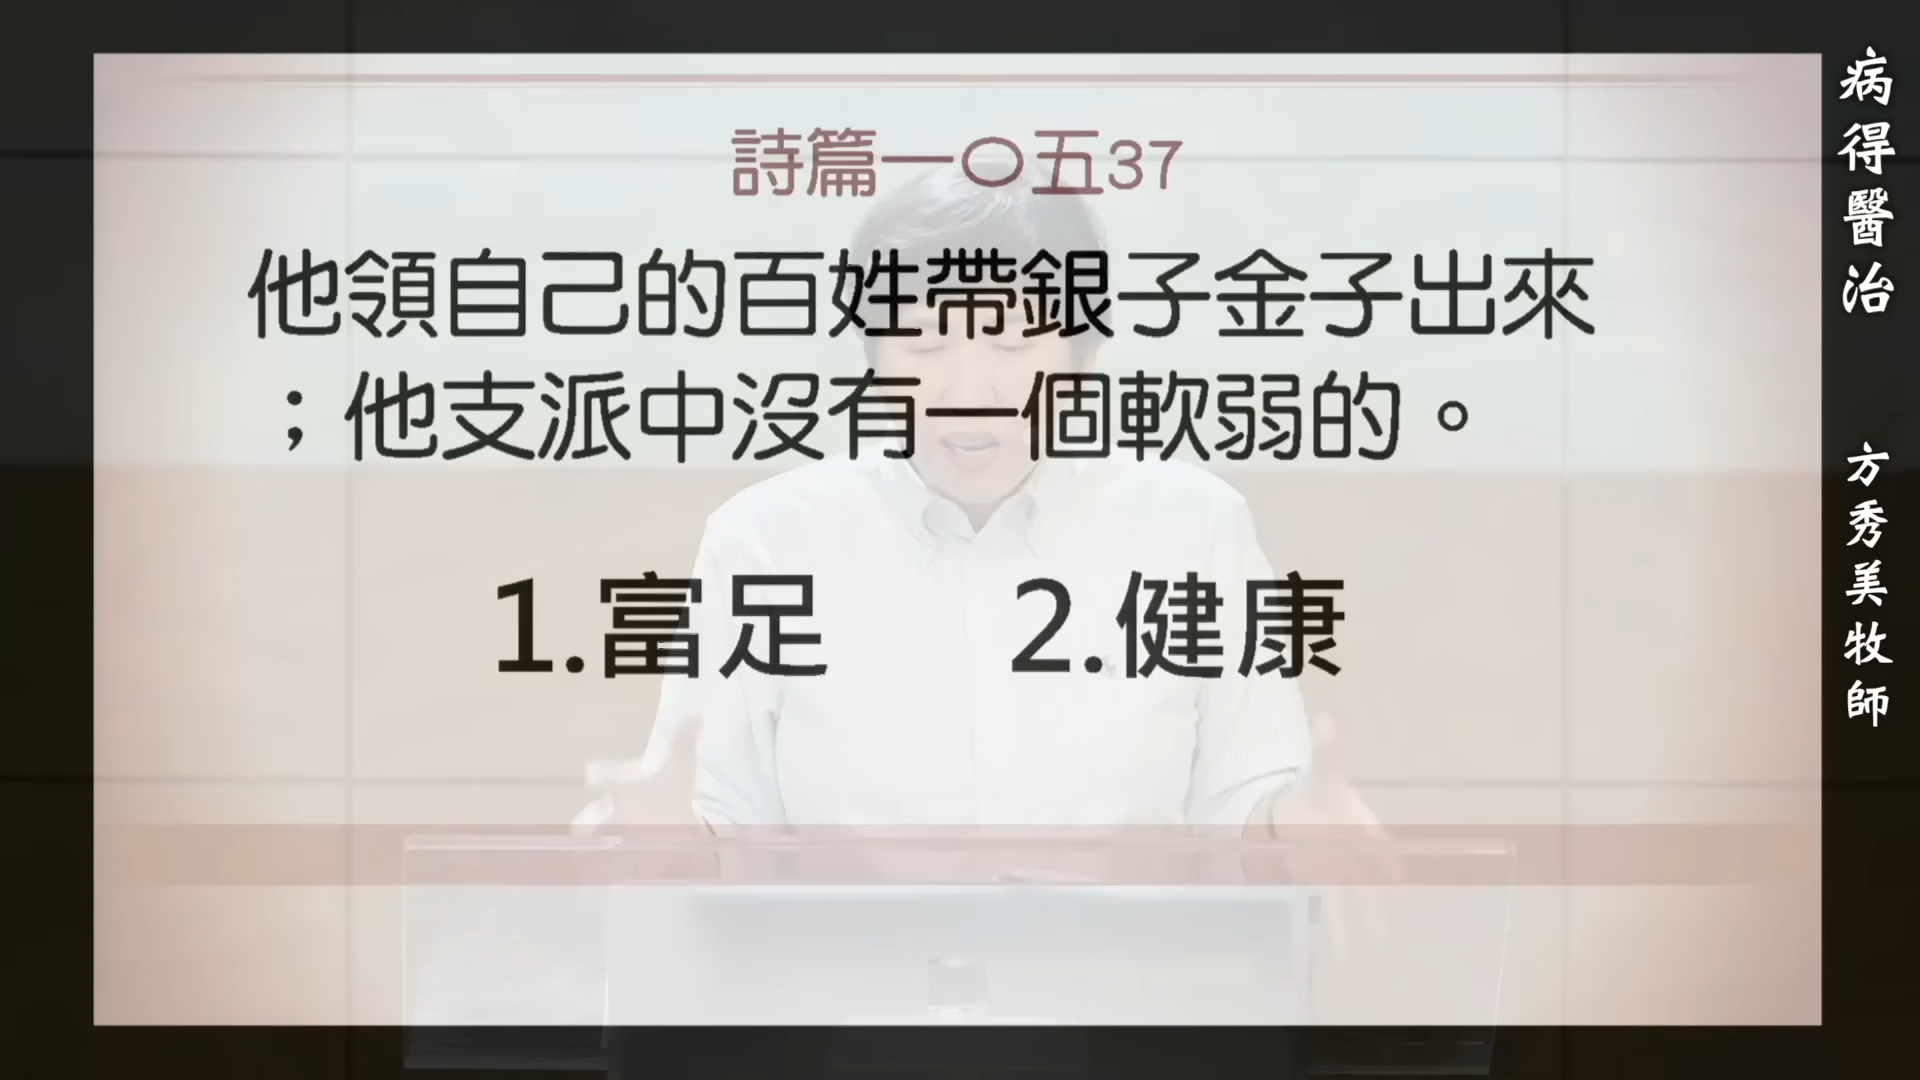 詩篇一〇五37
他領自己的百姓帶銀子金子出來
；他支派中沒有一個軟弱的。
1.富足 2.健康
病得醫治
方秀美牧師